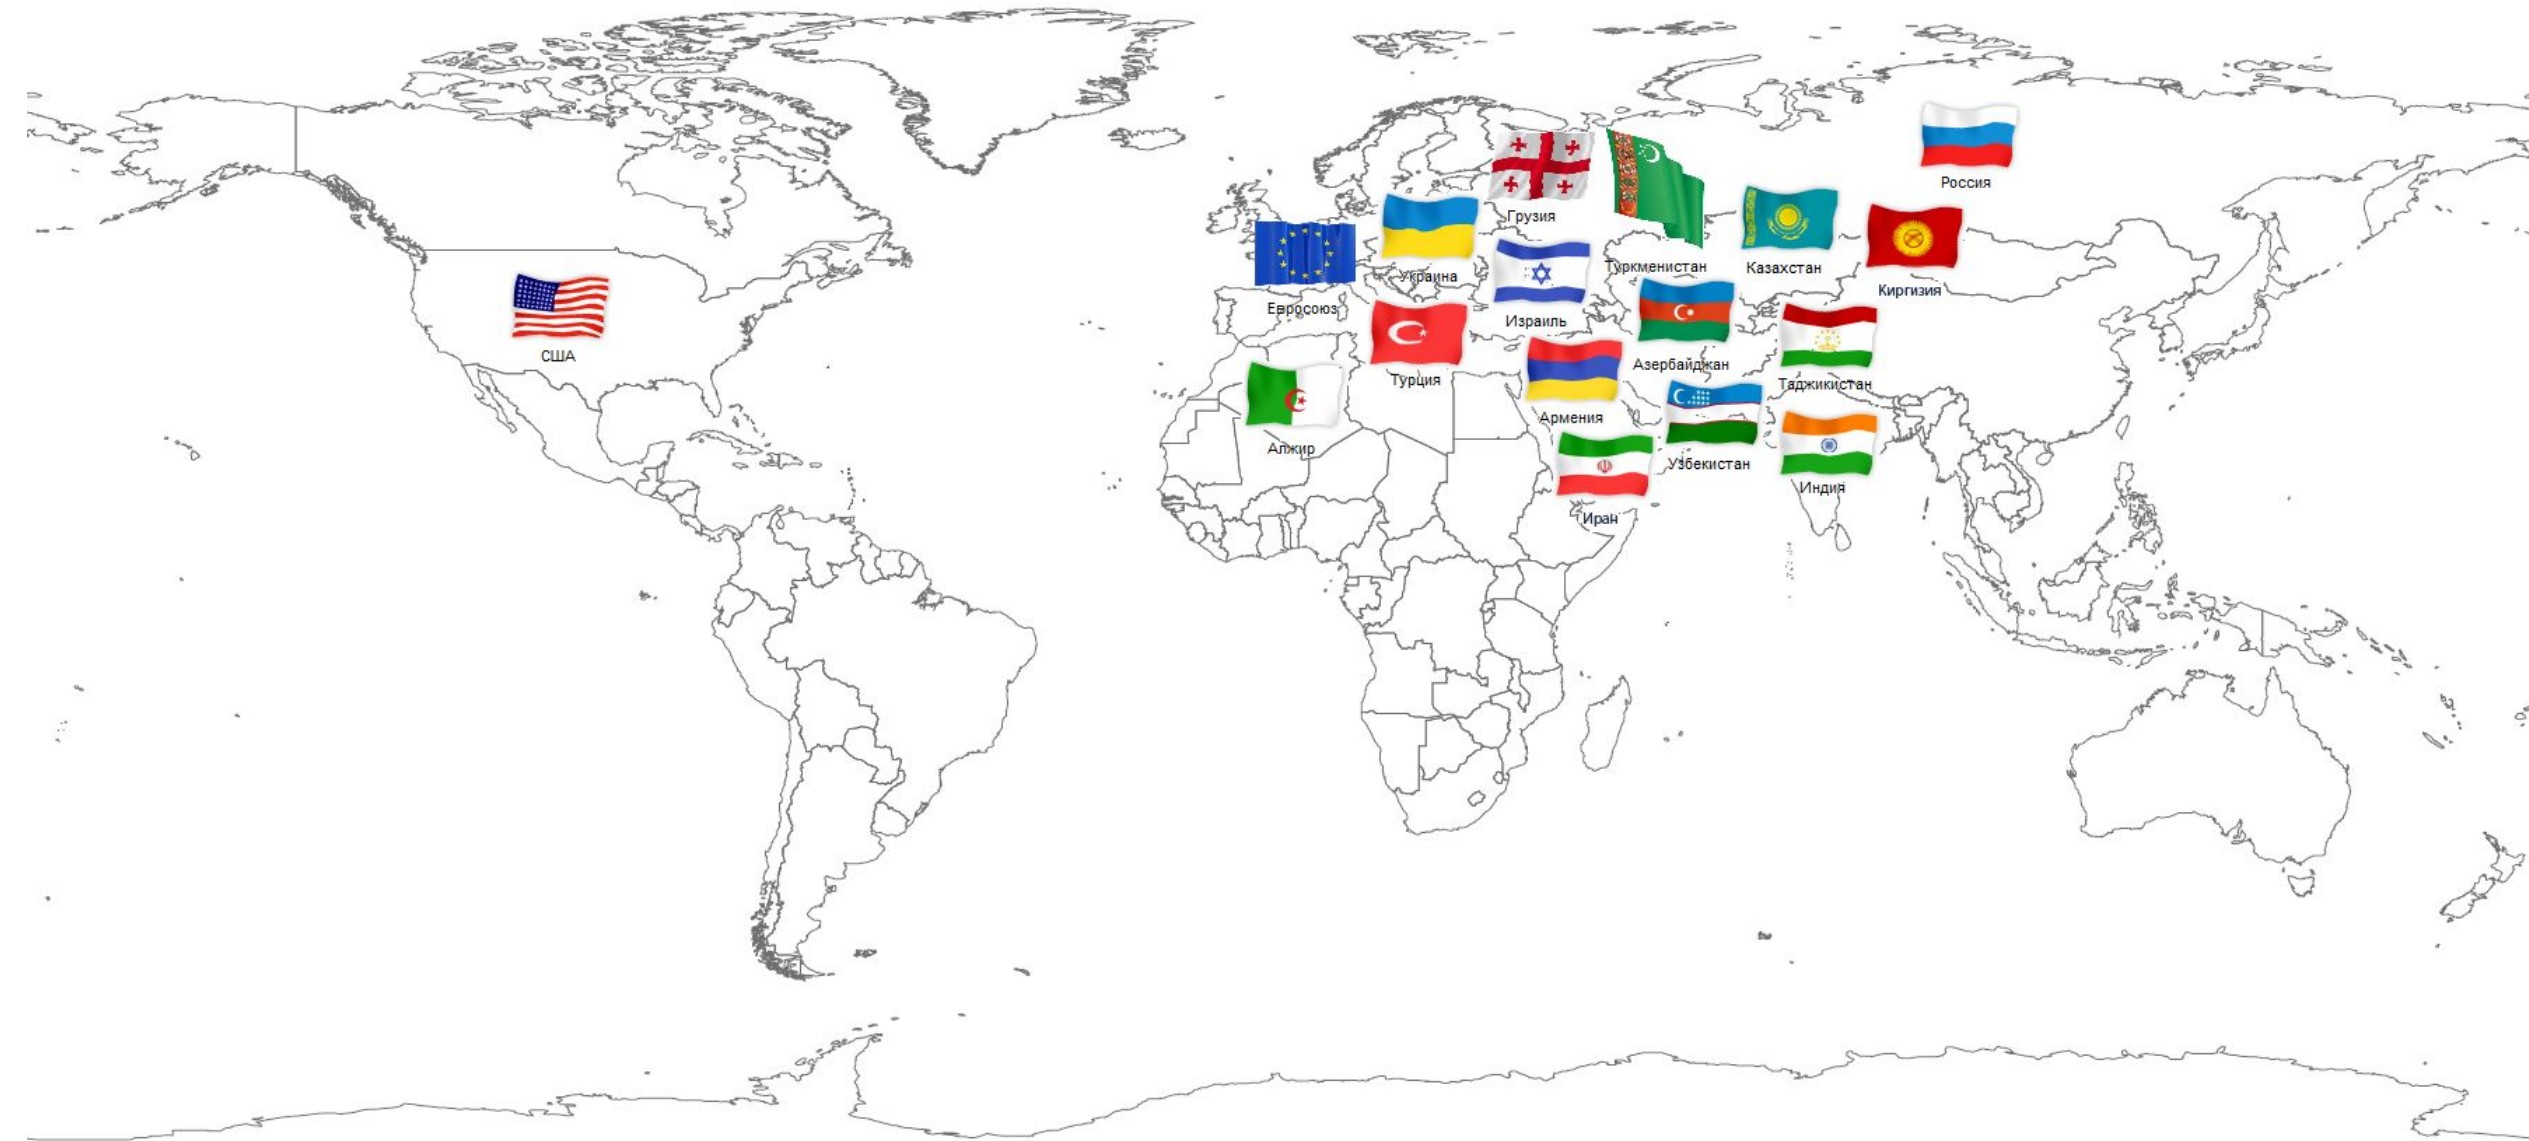 Россия
Грузия
Туркменистан
Казахстан
Украина
Киргизия
Евросоюз
Израиль
США
Азербайджан
Турция
Таджикистан
Армения
Алжир
Узбекистан
Индия
Иран